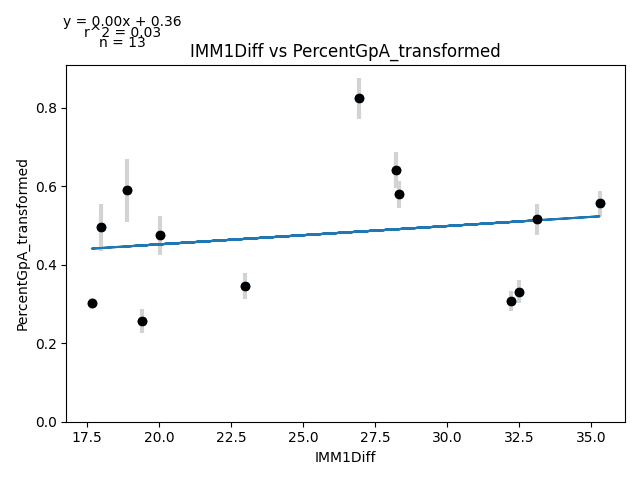 y = 0.00x + 0.36
r^2 = 0.03
n = 13
IMM1Diff vs PercentGpA_transformed
PercentGpA_transformed
0.8
0.6
0.4
0.2
0.0
17.5 20.0 22.5 25.0 27.5 30.0 32.5 35.0
IMM1Diff